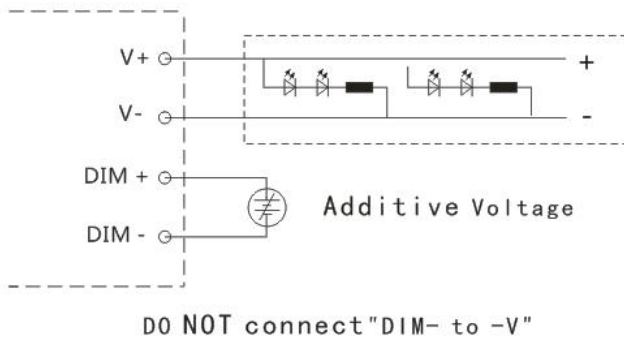 V+
+
V-
-
DIM +
Additive Voltage
DIM -
DO NOT connect"DIM- to -V"